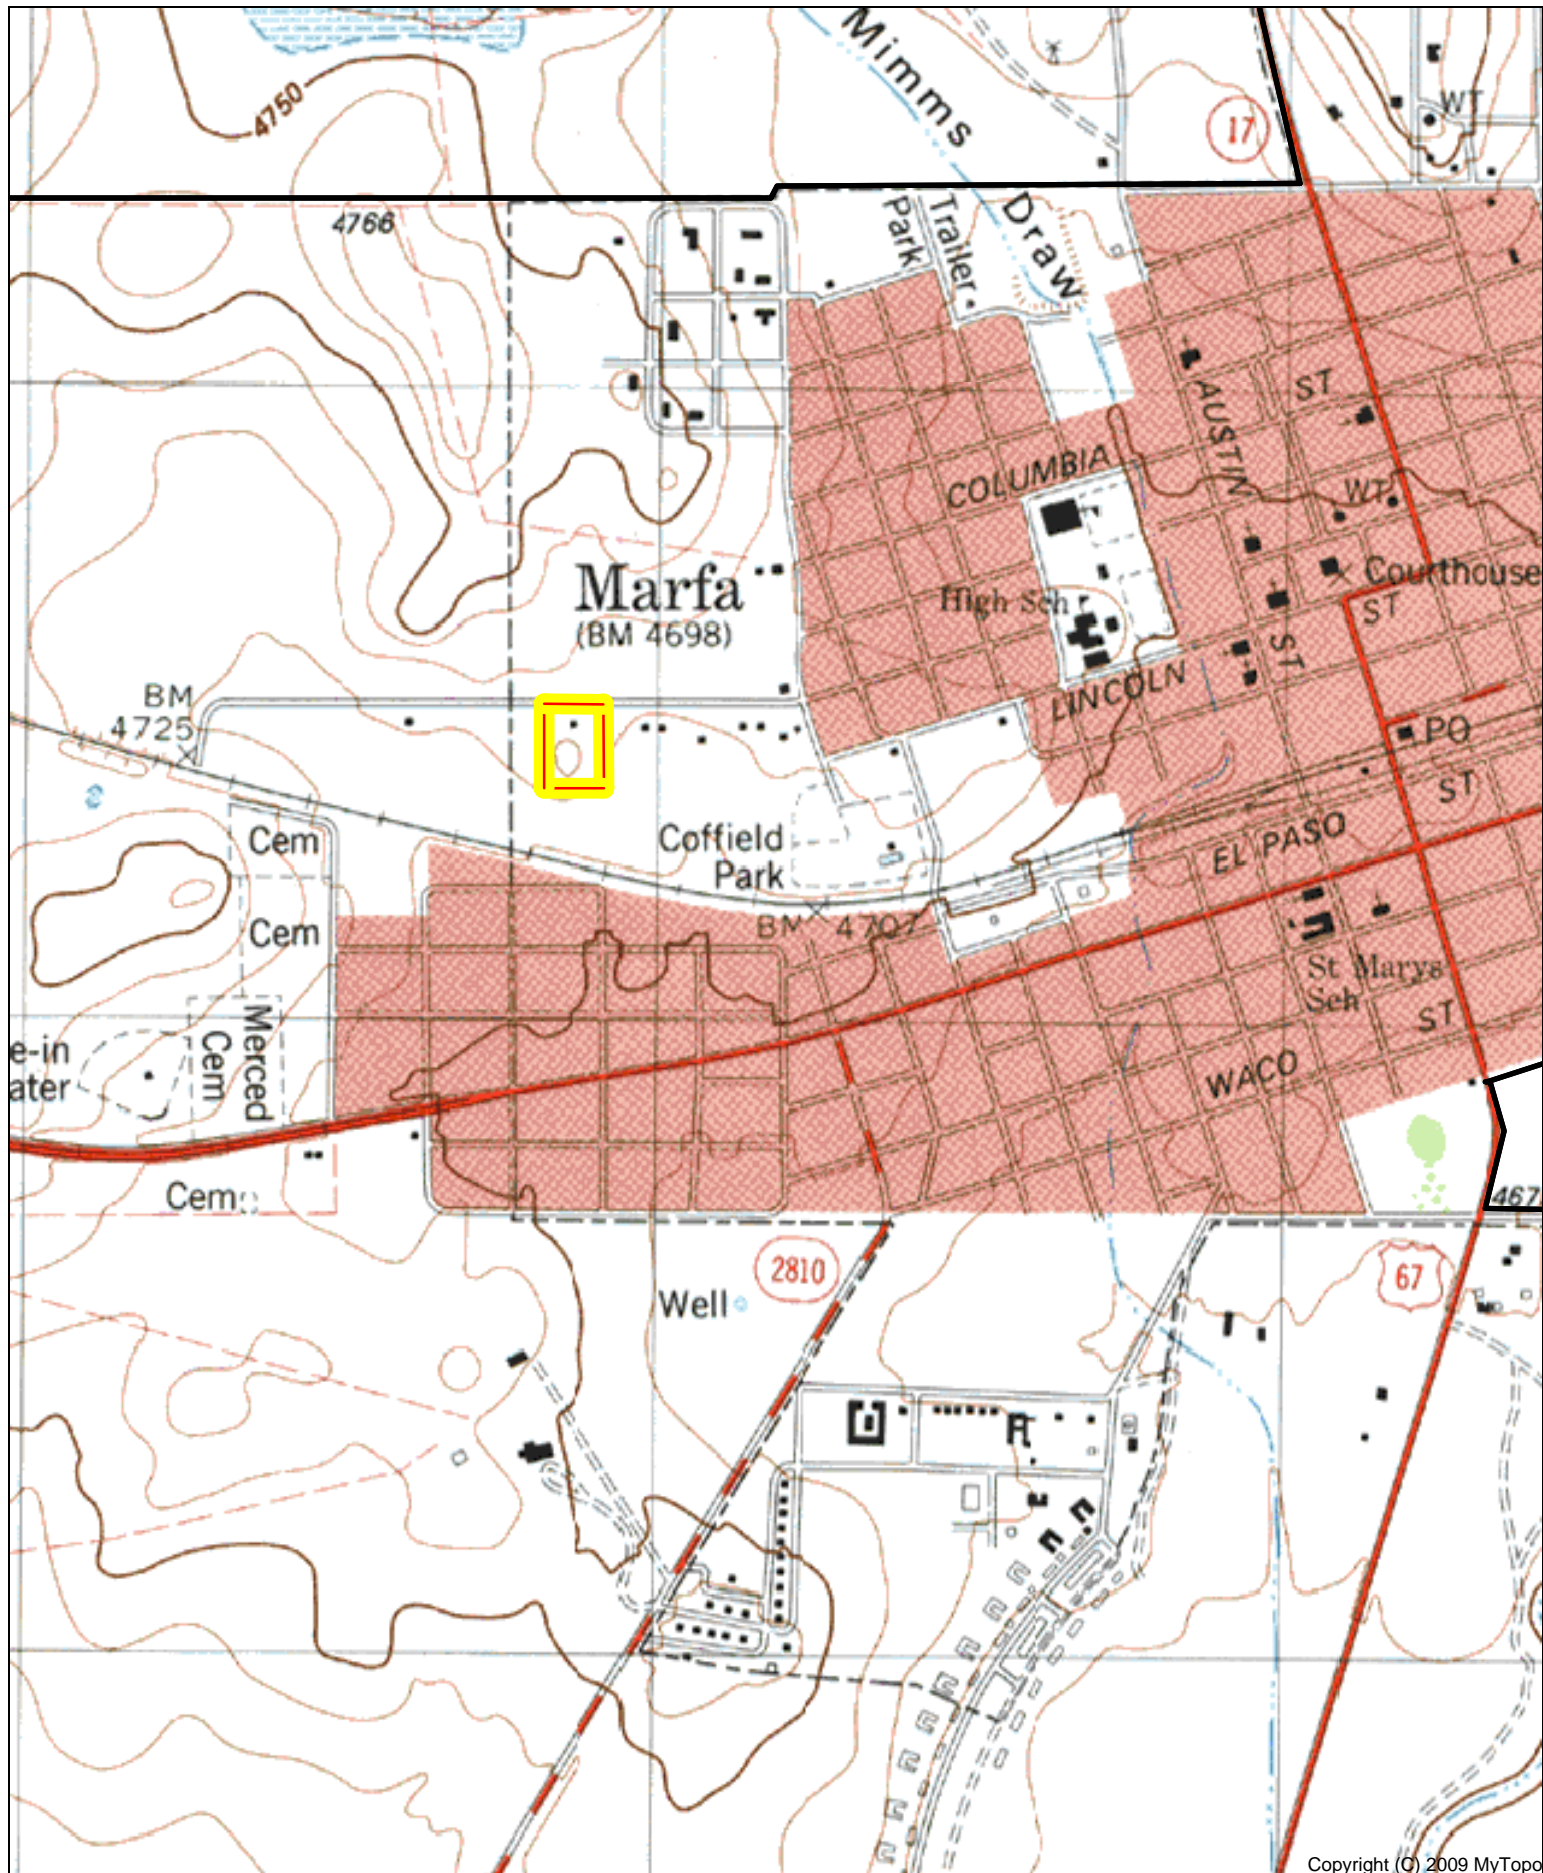 Mimms
Draw
4750
17
WT
4766
Park
Trailer
AUSTIN
ST
COLUMBIA
WT
Courthouse
ST
Marfa
(BM 4698)
High Sch
ST
LINCOLN
BM
4725
PO
ST
Cem
Coffield
Park
EL PASO
BM 4707
Cem
St Marys
Sch
ST
e-in
ater
Merced
Cem
WACO
Cem
467
2810
67
Well
Copyright (C) 2009 MyTopo